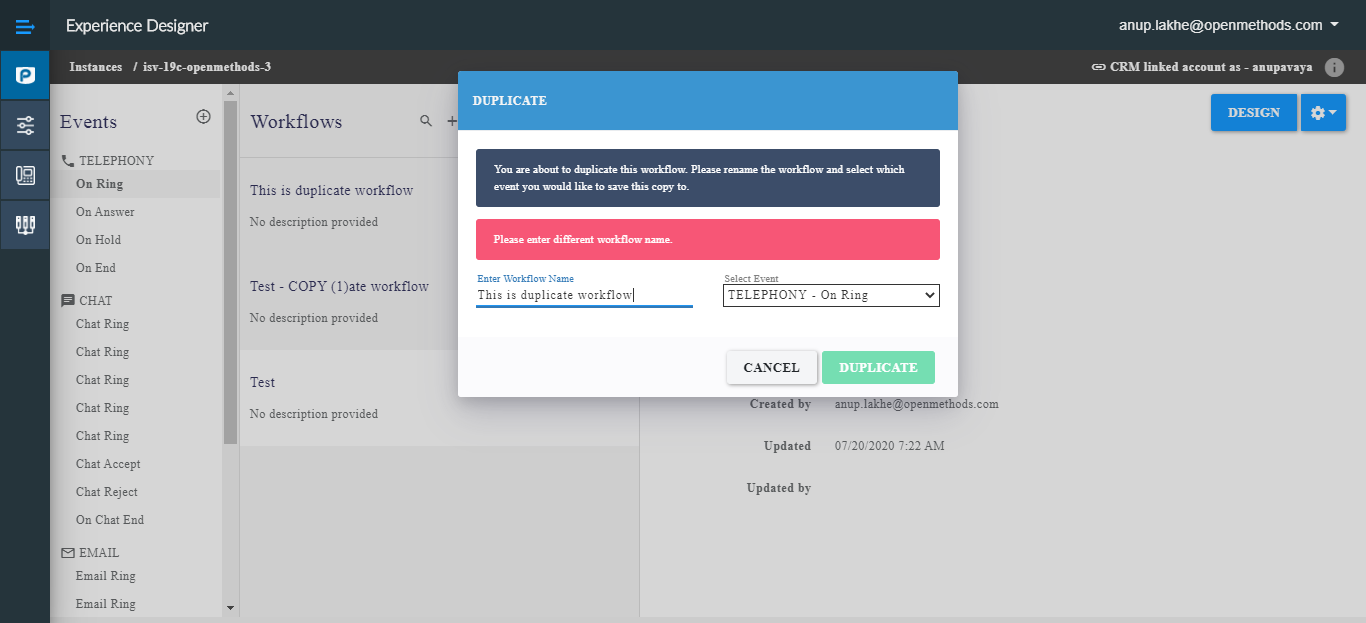 Experience Designer
anup.lakhe@openmethods.com
Instances / isv-19c-openmethods-3
CRM linked account as - anupavaya
Events
TELEPHONY
On Ring
On Answer
On Hold
On End
CHAT
Chat Ring
Chat Ring
Chat Ring
Chat Ring
Chat Ring
Chat Accept
Chat Reject
On Chat End
EMAIL
Email Ring
Email Ring
Workflows
This is duplicate workflow
No description provided
Test - COPY (1)ate workflow
No description provided
Test
No description provided
DUPLICATE
You are about to duplicate this workflow. Please rename the workflow and select which
event you would like to save this copy to.
Please enter different workflow name.
Enter Workflow Name
This is duplicate workflow
Select Event
TELEPHONY - On Ring
CANCEL
DUPLICATE
DESIGN
Created by anup.lakhe@openmethods.com
Updated 07/20/2020 7:22 AM
Updated by